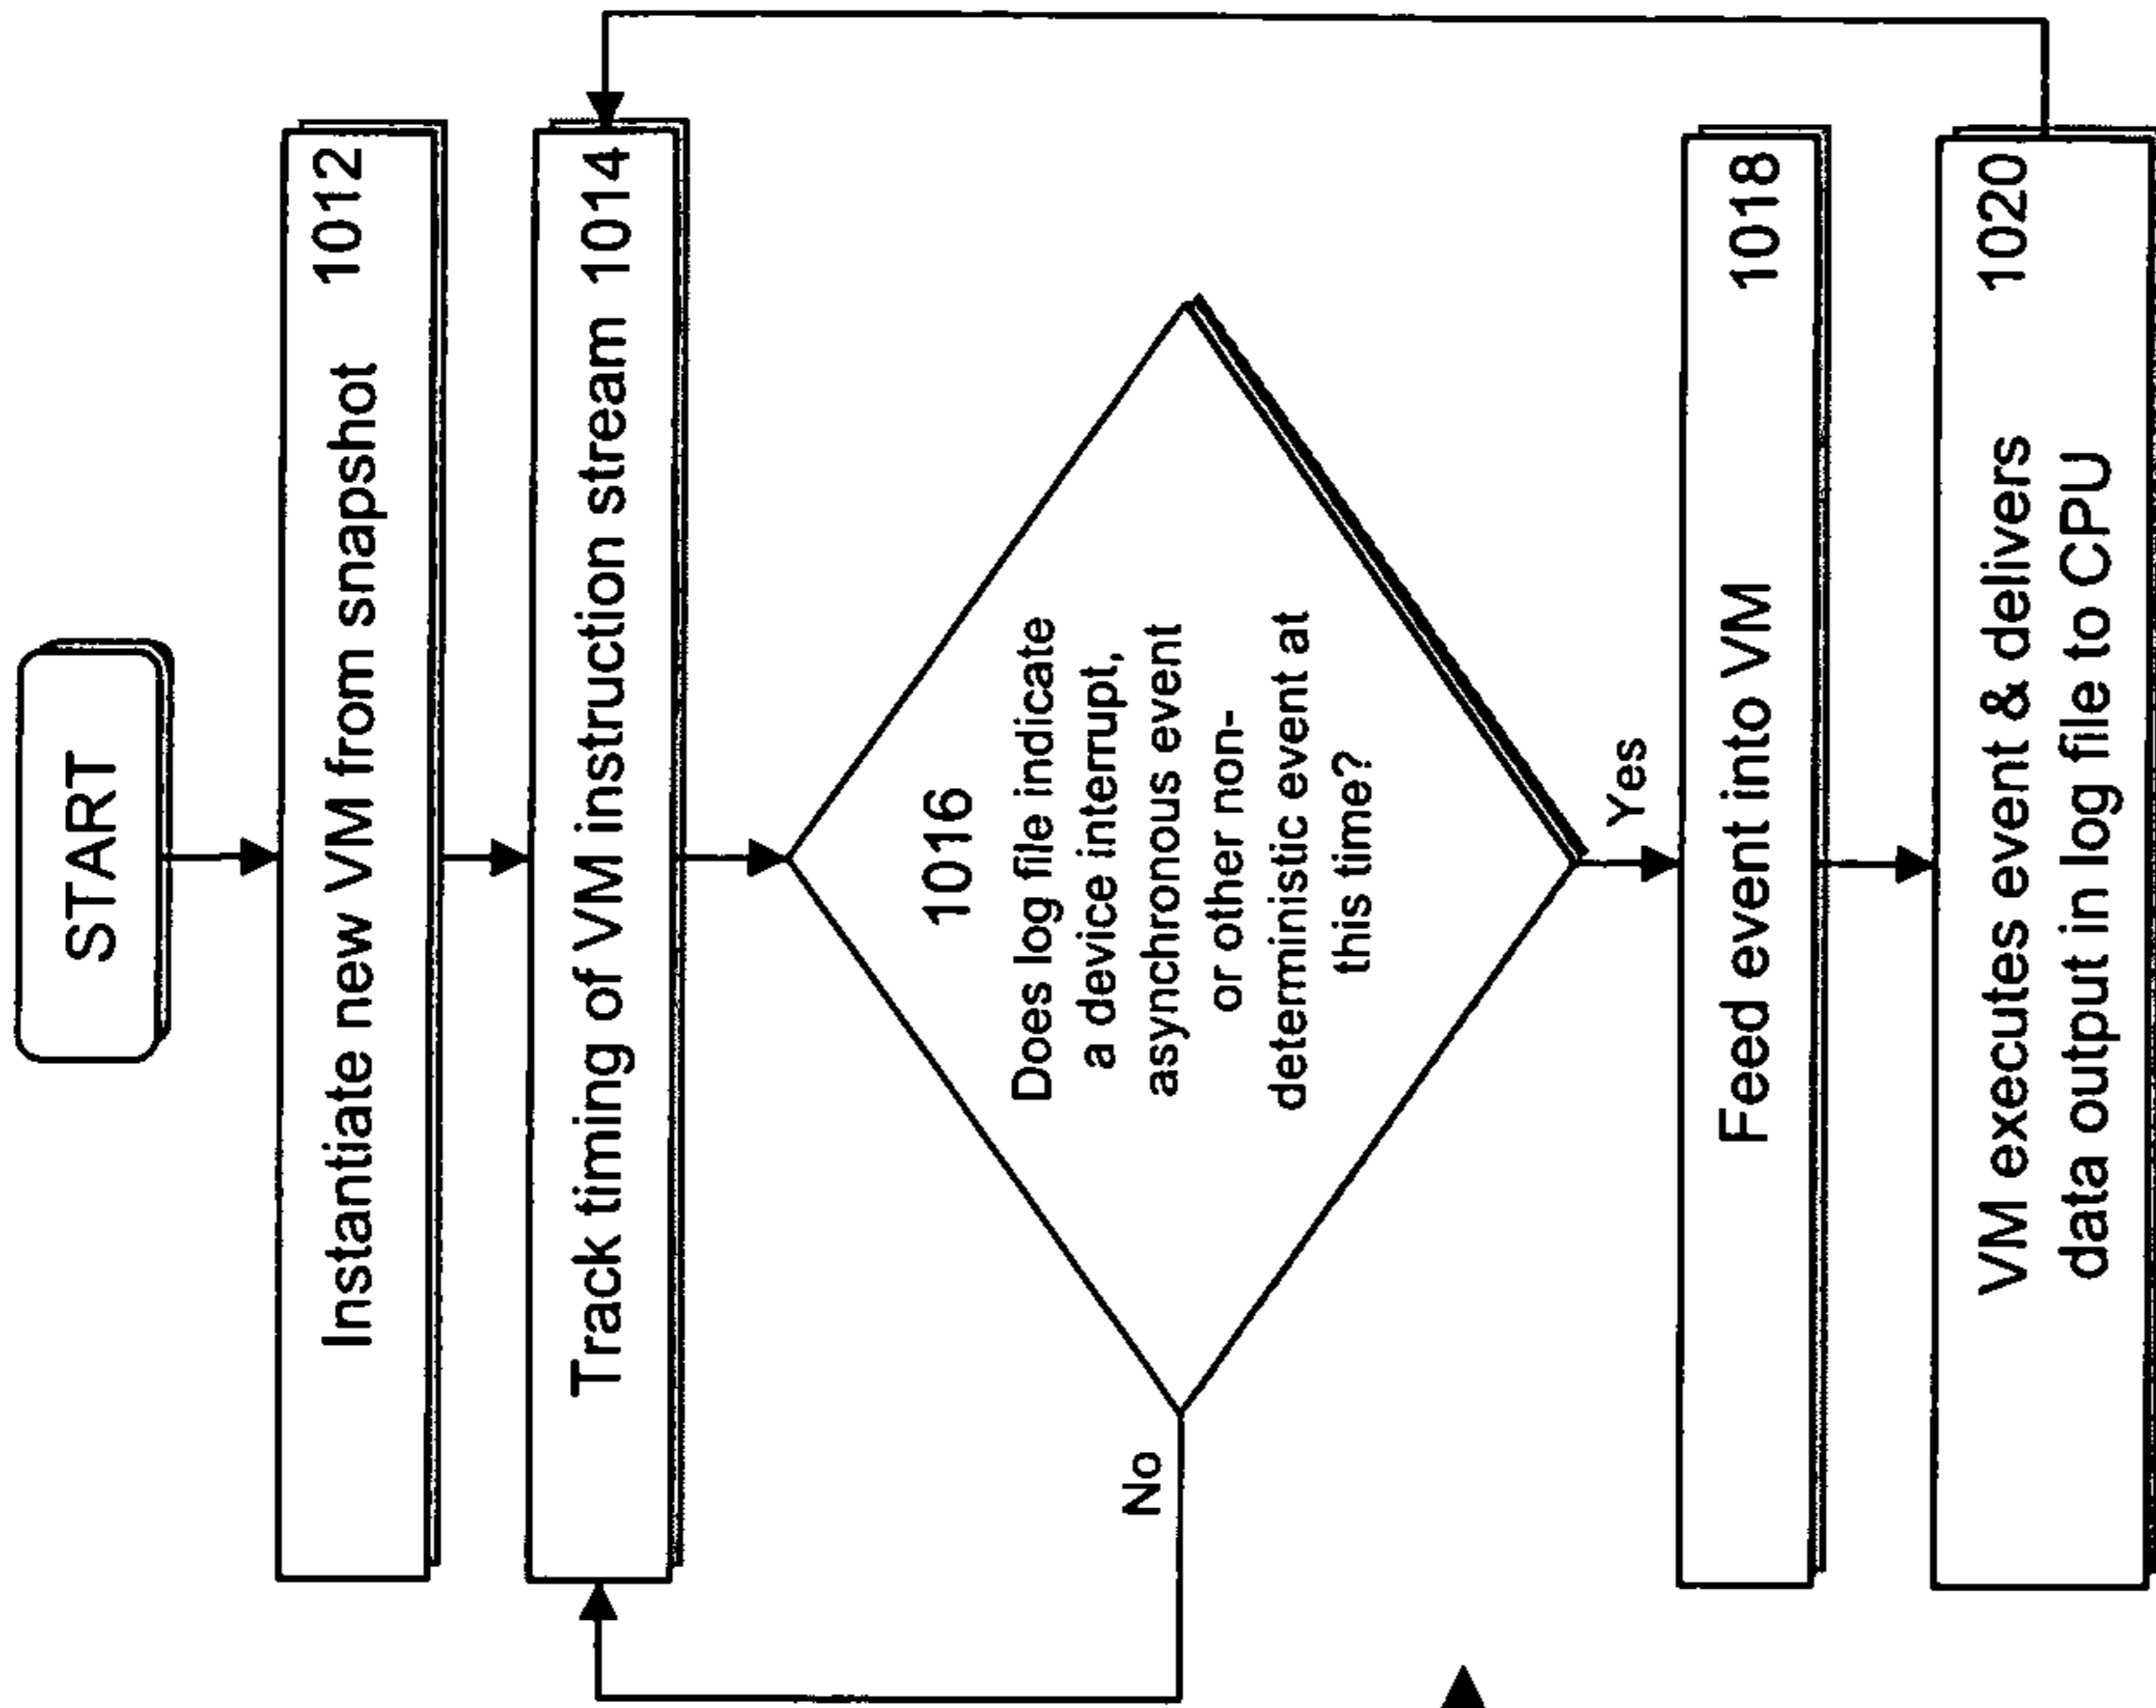 START
Instantiate new VM from snapshot 1012
Track timing of VM instruction stream 1014
1016
Does log file indicate
a device interrupt,
asynchronous event
or other non-
deterministic event at
this time?
No
Yes
Feed event into VM 1018
VM executes event & delivers 1020
data output in log file to CPU